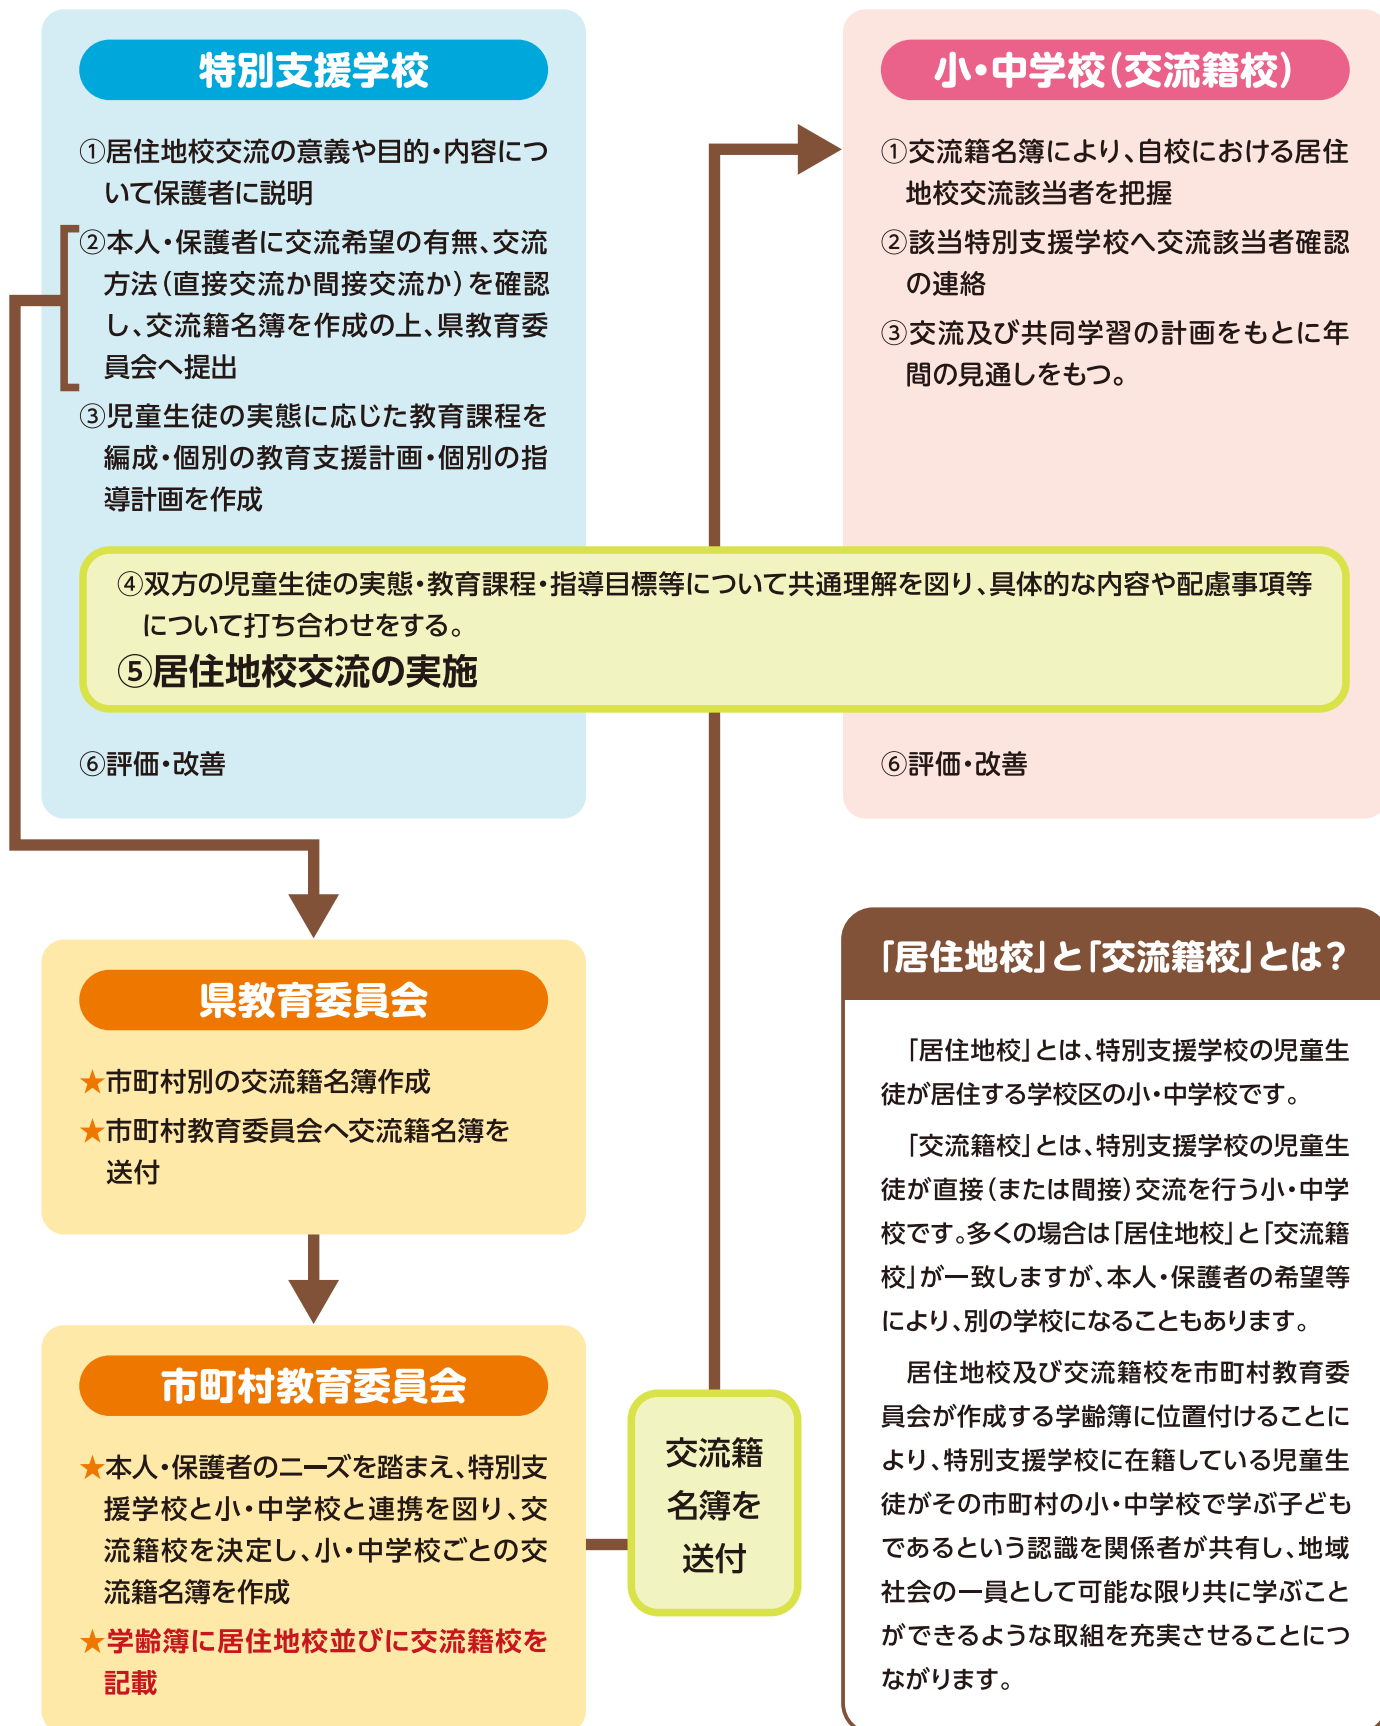 特別支援学校
①居住地校交流の意義や目的・内容につ
いて保護者に説明
②本人・保護者に交流希望の有無、交流
方法(直接交流か間接交流か)を確認
し、交流籍名簿を作成の上、県教育委
員会へ提出
③児童生徒の実態に応じた教育課程を
編成・個別の教育支援計画・個別の指
導計画を作成
小・中学校(交流籍校)
①交流籍名簿により、自校における居住
地校交流該当者を把握
②該当特別支援学校へ交流該当者確認
の連絡
③交流及び共同学習の計画をもとに年
間の見通しをもつ。
④双方の児童生徒の実態・教育課程・指導目標等について共通理解を図り、具体的な内容や配慮事項等
について打ち合わせをする。
⑤居住地校交流の実施
⑥評価・改善
⑥評価・改善
県教育委員会
★市町村別の交流籍名簿作成
★市町村教育委員会へ交流籍名簿を
送付
市町村教育委員会
★本人・保護者のニーズを踏まえ、特別支
援学校と小・中学校と連携を図り、交
流籍校を決定し、小・中学校ごとの交
流籍名簿を作成
★学齢簿に居住地校並びに交流籍校を
記載
交流籍
名簿を
送付
「居住地校」と「交流籍校」とは?
「居住地校」とは、特別支援学校の児童生
徒が居住する学校区の小・中学校です。
「交流籍校」とは、特別支援学校の児童生
徒が直接(または間接)交流を行う小・中学
校です。多くの場合は「居住地校」と「交流籍
校」が一致しますが、本人・保護者の希望等
により、別の学校になることもあります。
居住地校及び交流籍校を市町村教育委
員会が作成する学齢簿に位置付けることに
より、特別支援学校に在籍している児童生
徒がその市町村の小・中学校で学ぶ子ども
であるという認識を関係者が共有し、地域
社会の一員として可能な限り共に学ぶこと
ができるような取組を充実させることにつ
ながります。